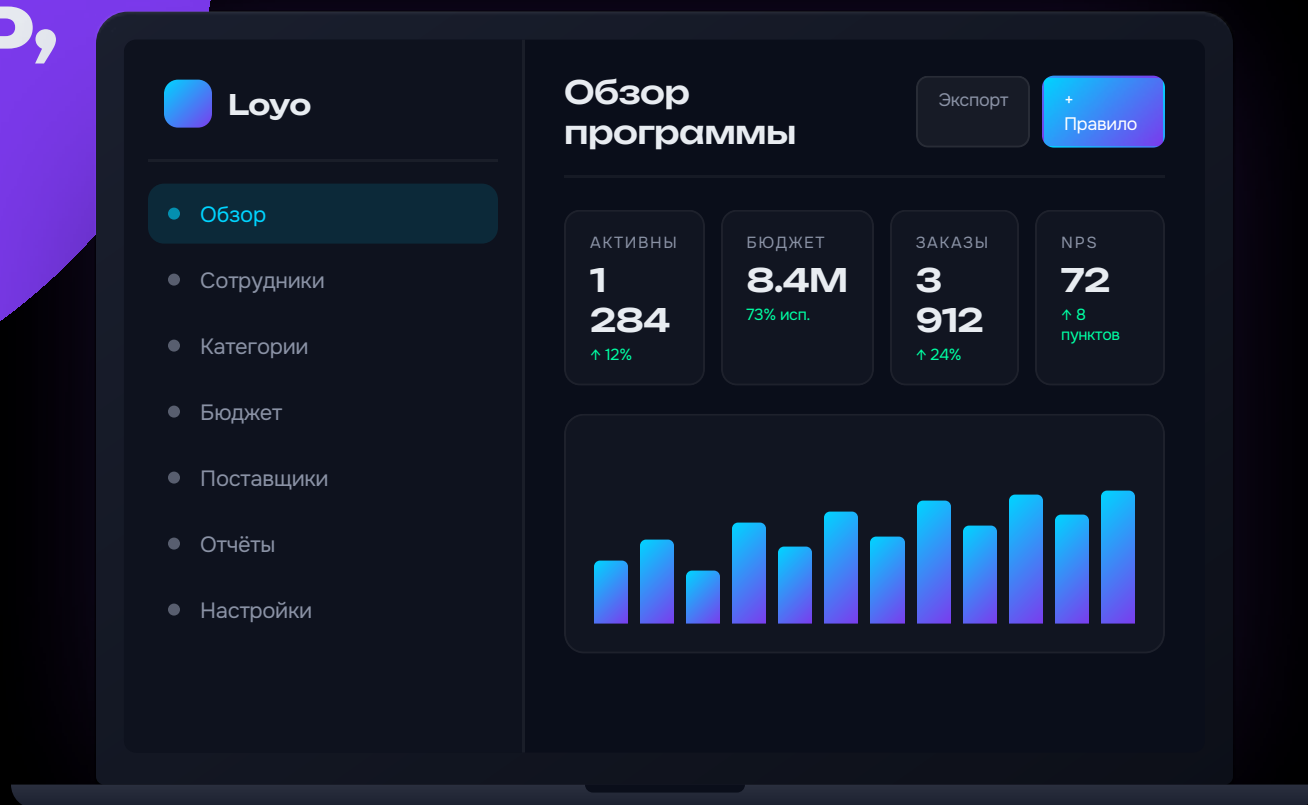 Р,
Loyo
Обзор
Сотрудники
Категории
Бюджет
Поставщики
Отчёты
Настройки
Обзор
программы
Экспорт
+
Правило
АКТИВНЫ
1
284
↑ 12%
БЮДЖЕТ
8.4M
73% исп.
ЗАКАЗЫ
3
912
↑ 24%
NPS
72
↑ 8
пунктов